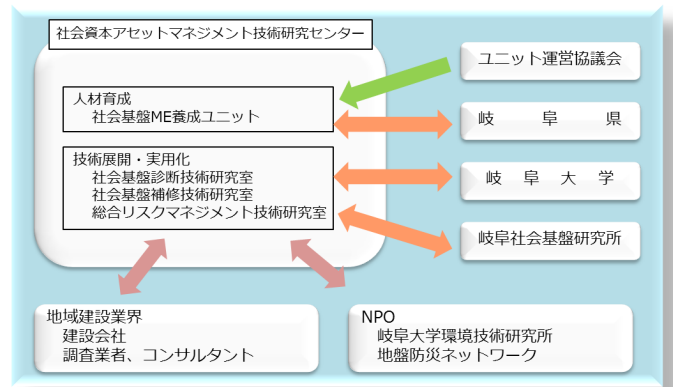 社会資本アセットマネジメント技術研究センター
人材育成
社会基盤ME養成ユニット
技術展開・実用化
社会基盤診断技術研究室
社会基盤補修技術研究室
総合リスクマネジメント技術研究室
ユニット運営協議会
岐阜県
岐阜大学
岐阜社会基盤研究所
地域建設業界
建設会社
調査業者、コンサルタント
NPO
岐阜大学環境技術研究所
地盤防災ネットワーク